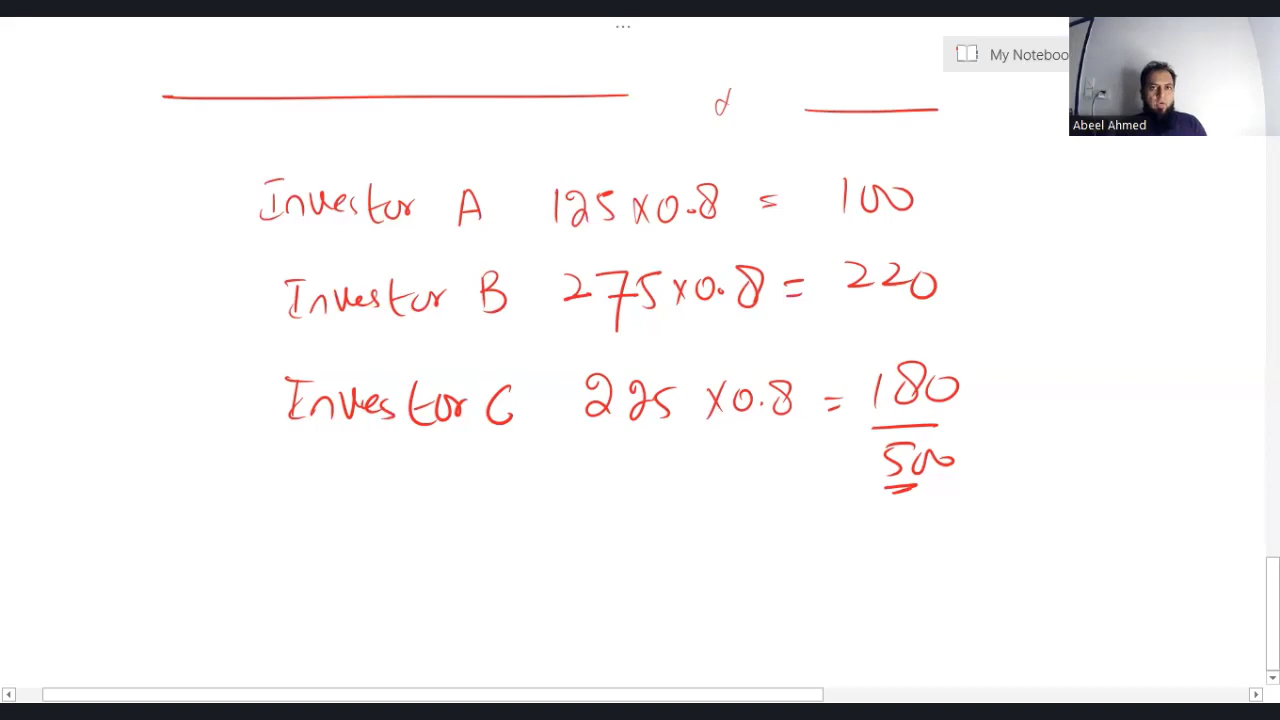 ...
My Noteboo
Abeel Ahmed
Investor A 125 x 0.8 = 100
Investor B 275 x 0.8 = 220
Investor C 225 x 0.8 = 180
500